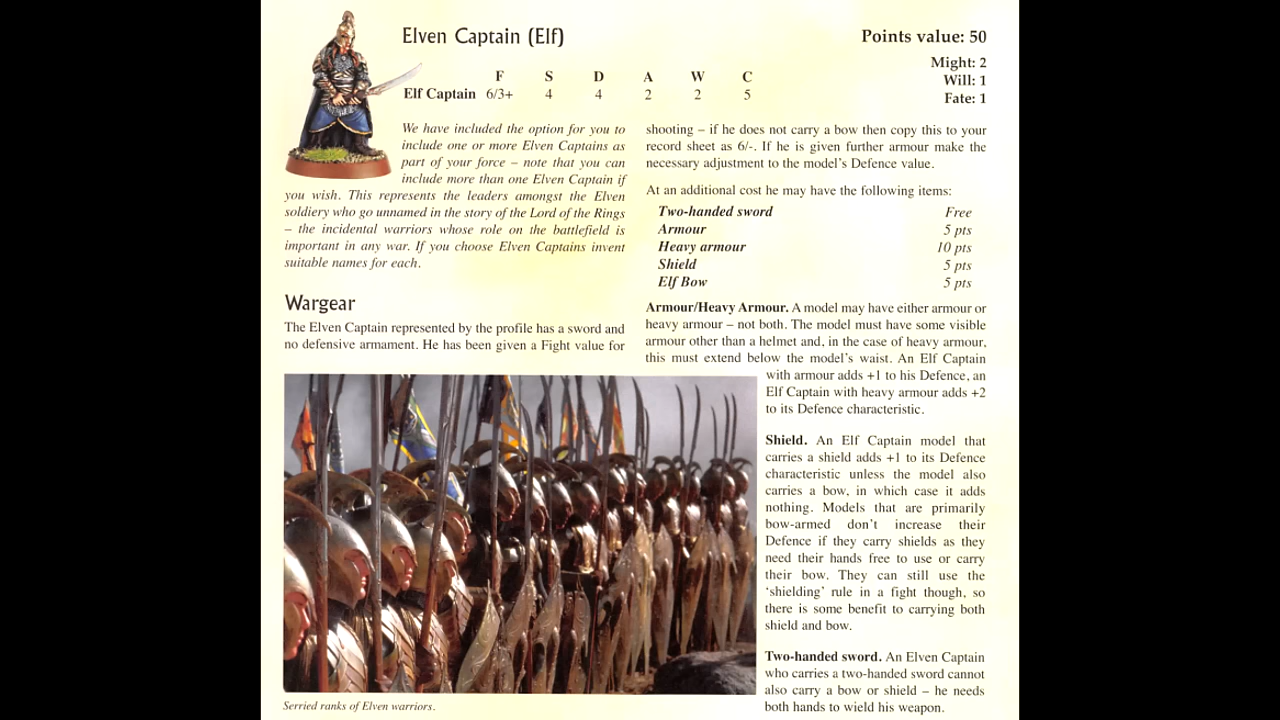 Elven Captain (Elf)
Points value: 50
Might: 2
Will: 1
Fate: 1
F S D A W C
Elf Captain 6/3+ 4 4 2 2 5
We have included the option for you to
include one or more Elven Captains as
part of your force – note that you can
include more than one Elven Captain if
you wish. This represents the leaders amongst the Elven
soldiery who go unnamed in the story of the Lord of the Rings
– the incidental warriors whose role on the battlefield is
important in any war. If you choose Elven Captains invent
suitable names for each.
Wargear
The Elven Captain represented by the profile has a sword and
no defensive armament. He has been given a Fight value for
shooting – if he does not carry a bow then copy this to your
record sheet as 6/-. If he is given further armour make the
necessary adjustment to the model's Defence value.
At an additional cost he may have the following items:
Two-handed sword Free
Armour 5 pts
Heavy armour 10 pts
Shield 5 pts
Elf Bow 5 pts
Armour/Heavy Armour. A model may have either armour or
heavy armour – not both. The model must have some visible
armour other than a helmet and, in the case of heavy armour,
this must extend below the model's waist. An Elf Captain
with armour adds +1 to his Defence, an
Elf Captain with heavy armour adds +2
to its Defence characteristic.
Shield. An Elf Captain model that
carries a shield adds +1 to its Defence
characteristic unless the model also
carries a bow, in which case it adds
nothing. Models that are primarily
bow-armed don't increase their
Defence if they carry shields as they
need their hands free to use or carry
their bow. They can still use the
'shielding' rule in a fight though, so
there is some benefit to carrying both
shield and bow.
Two-handed sword. An Elven Captain
who carries a two-handed sword cannot
also carry a bow or shield – he needs
both hands to wield his weapon.
Serried ranks of Elven warriors.